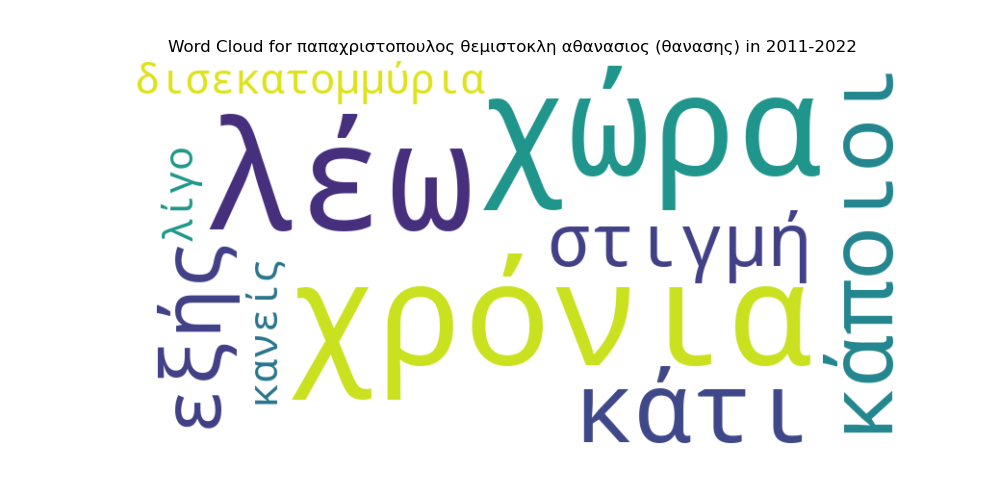 Word Cloud for παπαχριστοπουλος θεμιστοκλη αθανασιος (θανασης) in 2011-2022
δισεκατομμύρια
λέω
χώρα
κάποιοι
λίγο
στιγμή
εξής
κανείς
χρόνια
κάτι